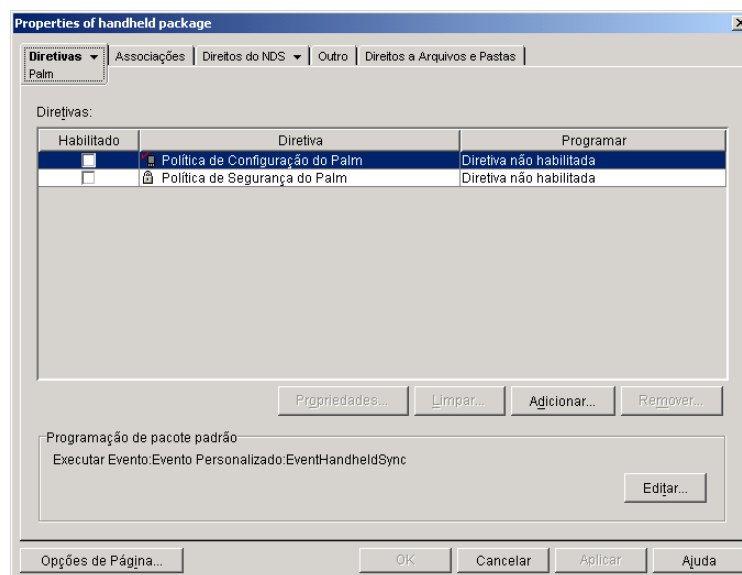 Properties of handheld package
Diretivas Associações Direitos do NDS Outro Direitos a Arquivos e Pastas
Palm
Diretivas:
Habilitado Diretiva Programar
Política de Configuração do Palm Diretiva não habilitada
Política de Segurança do Palm Diretiva não habilitada
Propriedades... Limpar... Adicionar... Remover...
Programação de pacote padrão
Executar Evento:Evento Personalizado:EventHandheldSync
Editar...
Opções de Página... OK Cancelar Aplicar Ajuda